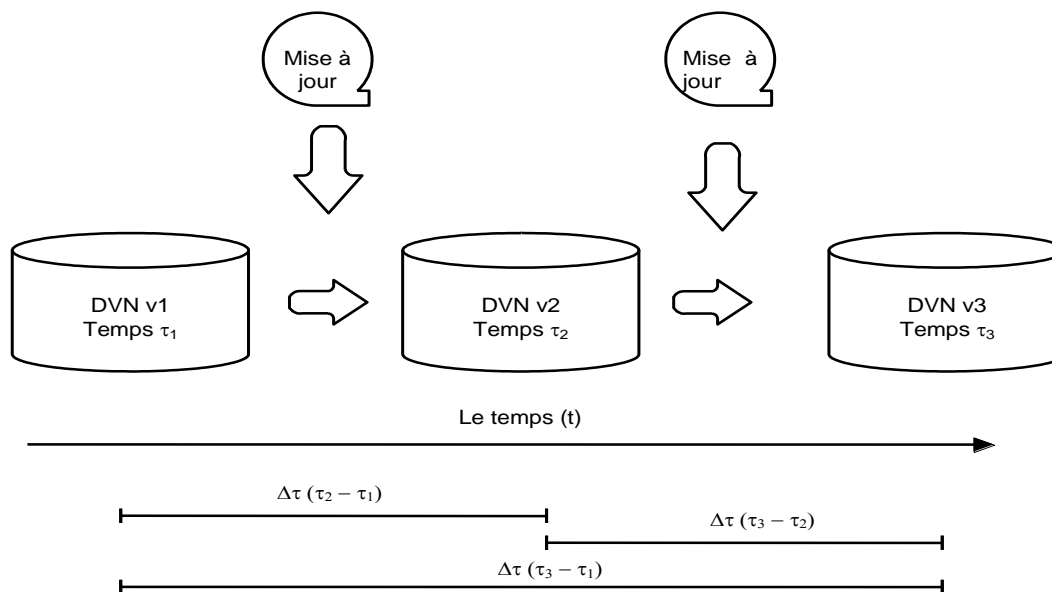 Mise à
jour
Mise à
jour
DVN v1
Temps τ1
DVN v2
Temps τ2
DVN v3
Temps τ3
Le temps (t)
Δτ (τ2 – τ1)
Δτ (τ3 – τ2)
Δτ (τ3 – τ1)